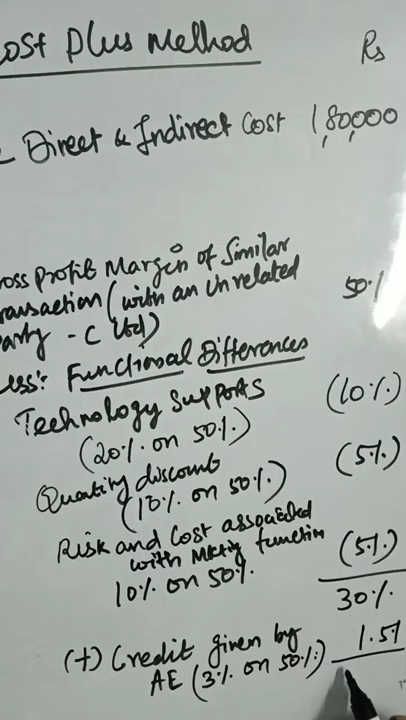 ost Plus Method
Rs
Direct & Indirect Cost 1,80,000
ross profit Margin of Similar
ransaction (with an Unrelated
arty - C Ltd) 50%
ess: Functional Differences
Technology Supports (10%)
(20% on 50%)
Quantity discount (5%)
(10% on 50%)
Risk and Cost associated
with Mktg function (5%)
10% on 50%.
30%
(+) Credit given by 1.5%
AE (3% on 50%)